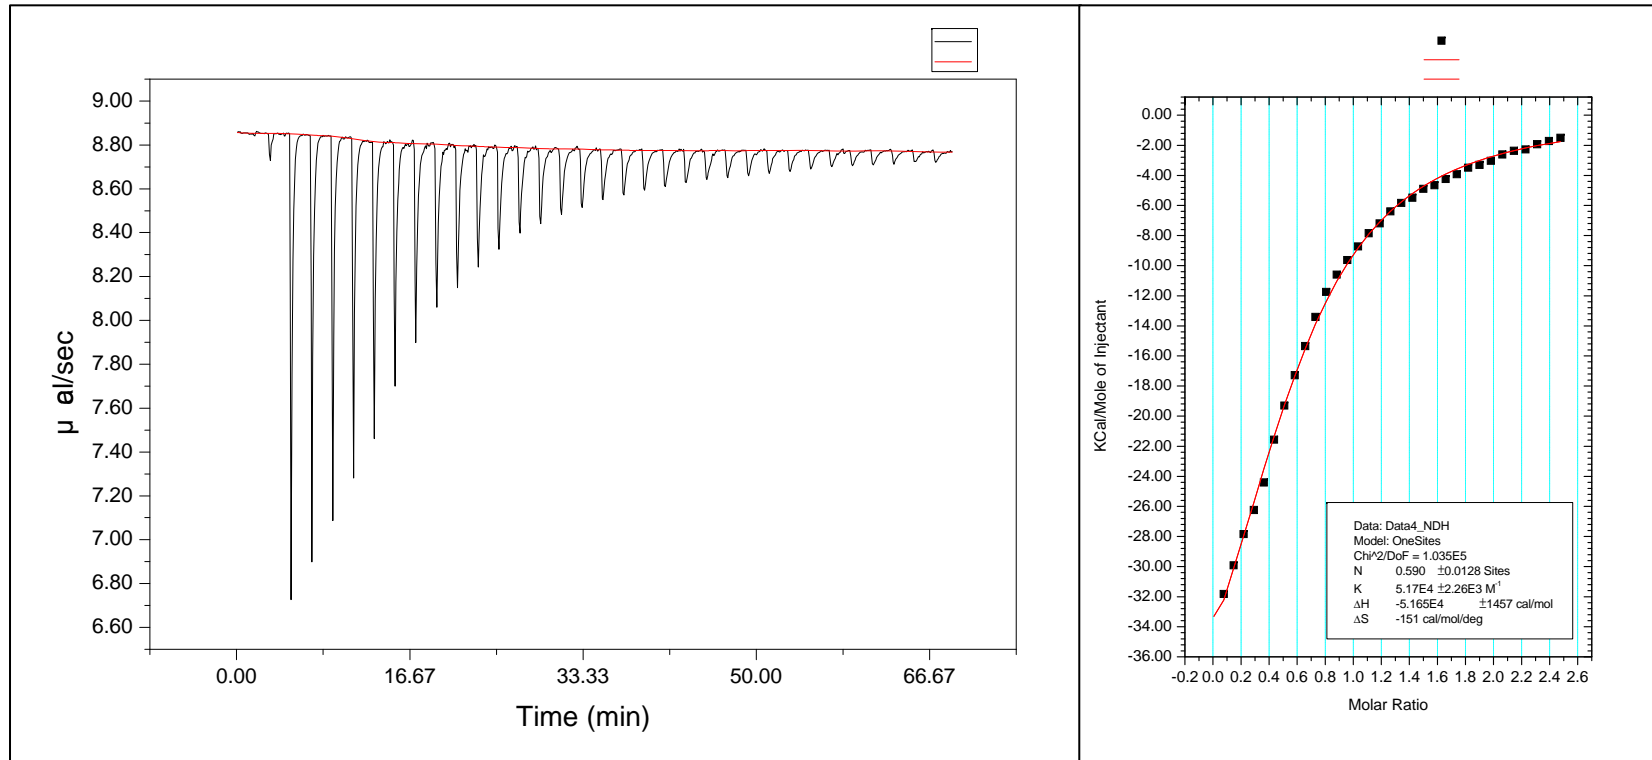 9.00
8.80
8.60
8.40
8.20
8.00
7.80
7.60
7.40
7.20
7.00
6.80
6.60
µ al/sec
0.00 16.67 33.33 50.00 66.67
Time (min)
0.00
-2.00
-4.00
-6.00
-8.00
-10.00
-12.00
-14.00
-16.00
-18.00
-20.00
-22.00
-24.00
-26.00
-28.00
-30.00
-32.00
-34.00
-36.00
KCal/Mole of Injectant
Data: Data4_NDH
Model: OneSites
Chi^2/DoF = 1.035E5
N 0.590 ±0.0128 Sites
K 5.17E4 ±2.26E3 M⁻¹
ΔH -5.165E4 ±1457 cal/mol
ΔS -151 cal/mol/deg
-0.2 0.0 0.2 0.4 0.6 0.8 1.0 1.2 1.4 1.6 1.8 2.0 2.2 2.4 2.6
Molar Ratio